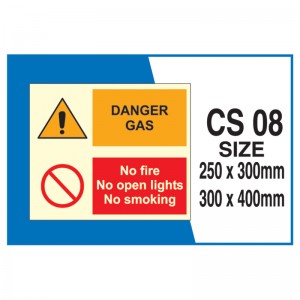 DANGER
GAS
No fire
No open lights
No smoking
CS 08
SIZE
250 x 300mm
300 x 400mm